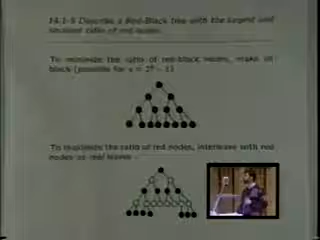 14.1-5 Describe a Red-Black tree with the largest and
smallest ratio of red nodes.
To minimize the ratio of red-black nodes, make all
black (possible for n = 2^k − 1)
To maximize the ratio of red nodes, interleave with red
nodes as real leaves